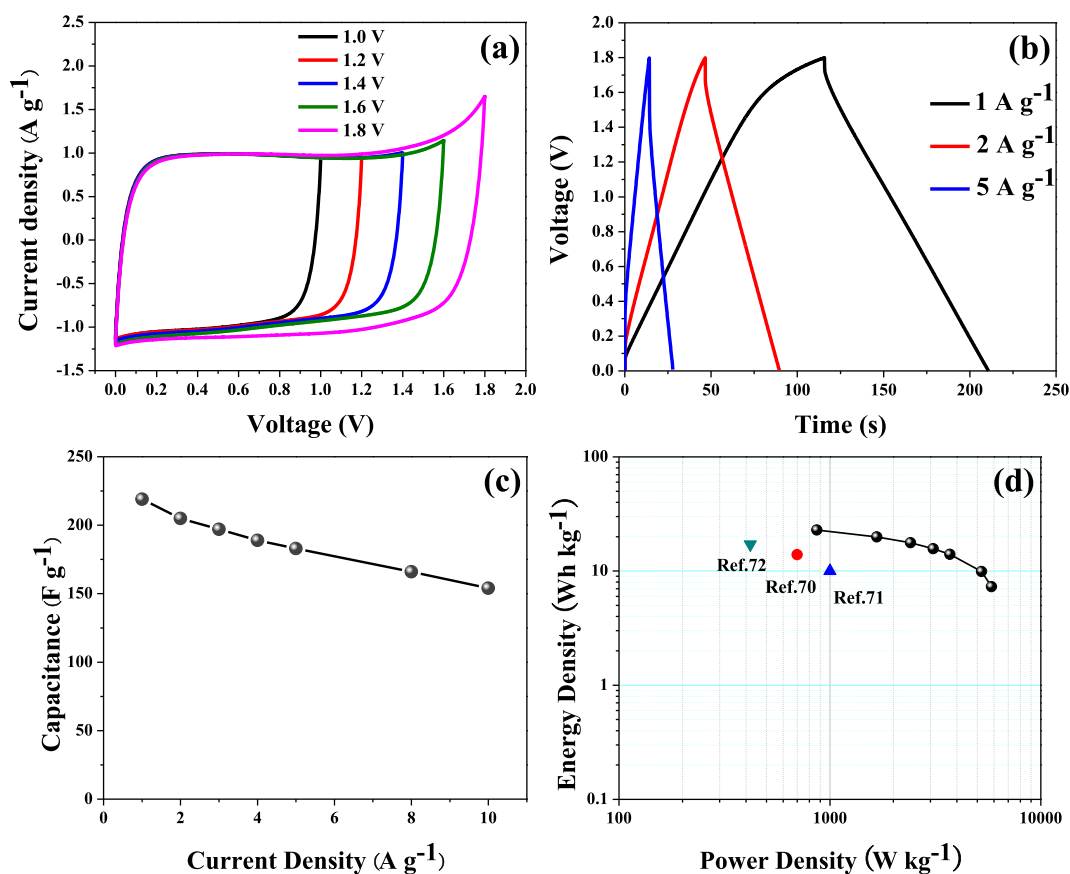 (a)
1.0 V
1.2 V
1.4 V
1.6 V
1.8 V
2.5
2.0
1.5
1.0
0.5
0.0
-0.5
-1.0
-1.5
0.0 0.2 0.4 0.6 0.8 1.0 1.2 1.4 1.6 1.8 2.0
Current density (A g-1)
Voltage (V)
(b)
1 A g-1
2 A g-1
5 A g-1
2.0
1.8
1.6
1.4
1.2
1.0
0.8
0.6
0.4
0.2
0.0
0 50 100 150 200 250
Voltage (V)
Time (s)
(c)
250
225
200
175
150
125
100
75
50
25
0
0 2 4 6 8 10
Capacitance (F g-1)
Current Density (A g-1)
(d)
100
10
1
0.1
100 1000 10000
Ref.72
Ref.70
Ref.71
Energy Density (Wh kg-1)
Power Density (W kg-1)